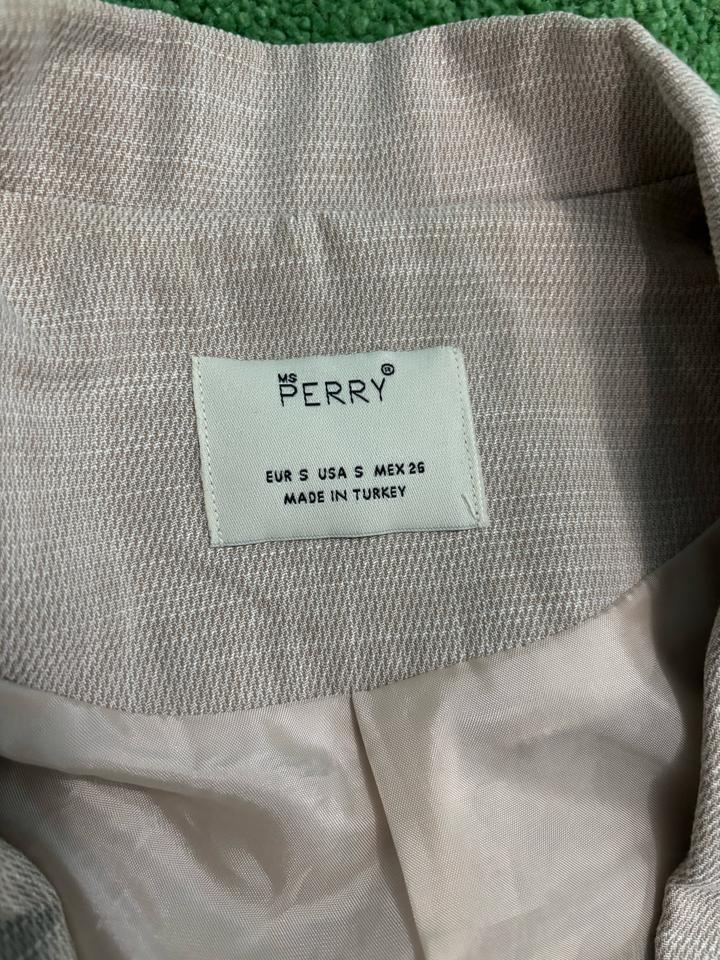 MS
PERRY
EUR S USA S MEX 26
MADE IN TURKEY